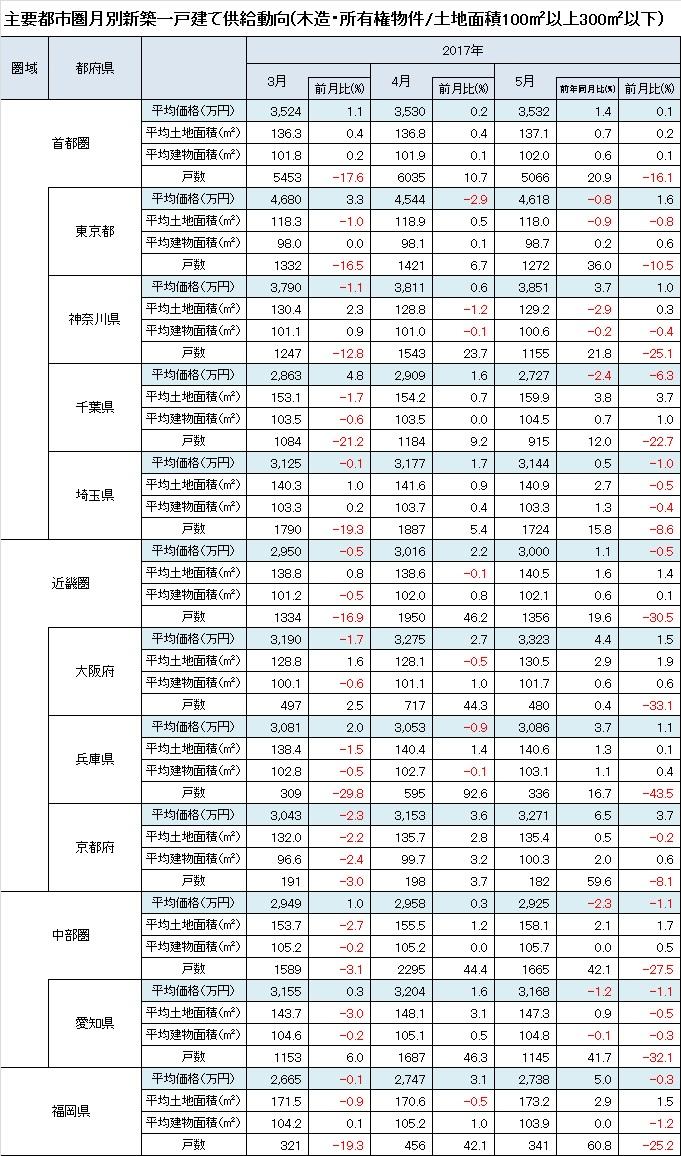 主要都市圏月別新築一戸建て供給動向(木造・所有権物件/土地面積100㎡以上300㎡以下)
圏域 都府県 2017年
3月 前月比(%) 4月 前月比(%) 5月 前年同月比(%) 前月比(%)
首都圏
平均価格(万円) 3,524 1.1 3,530 0.2 3,532 1.4 0.1
平均土地面積(㎡) 136.3 0.4 136.8 0.4 137.1 0.7 0.2
平均建物面積(㎡) 101.8 0.2 101.9 0.1 102.0 0.6 0.1
戸数 5453 -17.6 6035 10.7 5066 20.9 -16.1
東京都
平均価格(万円) 4,680 3.3 4,544 -2.9 4,618 -0.8 1.6
平均土地面積(㎡) 118.3 -1.0 118.9 0.5 118.0 -0.9 -0.8
平均建物面積(㎡) 98.0 0.0 98.1 0.1 98.7 0.2 0.6
戸数 1332 -16.5 1421 6.7 1272 36.0 -10.5
神奈川県
平均価格(万円) 3,790 -1.1 3,811 0.6 3,851 3.7 1.0
平均土地面積(㎡) 130.4 2.3 128.8 -1.2 129.2 -2.9 0.3
平均建物面積(㎡) 101.1 0.9 101.0 -0.1 100.6 -0.2 -0.4
戸数 1247 -12.8 1543 23.7 1155 21.8 -25.1
千葉県
平均価格(万円) 2,863 4.8 2,909 1.6 2,727 -2.4 -6.3
平均土地面積(㎡) 153.1 -1.7 154.2 0.7 159.9 3.8 3.7
平均建物面積(㎡) 103.5 -0.6 103.5 0.0 104.5 0.7 1.0
戸数 1084 -21.2 1184 9.2 915 12.0 -22.7
埼玉県
平均価格(万円) 3,125 -0.1 3,177 1.7 3,144 0.5 -1.0
平均土地面積(㎡) 140.3 1.0 141.6 0.9 140.9 2.7 -0.5
平均建物面積(㎡) 103.3 0.2 103.7 0.4 103.3 1.3 -0.4
戸数 1790 -19.3 1887 5.4 1724 15.8 -8.6
近畿圏
平均価格(万円) 2,950 -0.5 3,016 2.2 3,000 1.1 -0.5
平均土地面積(㎡) 138.8 0.8 138.6 -0.1 140.5 1.6 1.4
平均建物面積(㎡) 101.2 -0.5 102.0 0.8 102.1 0.6 0.1
戸数 1334 -16.9 1950 46.2 1356 19.6 -30.5
大阪府
平均価格(万円) 3,190 -1.7 3,275 2.7 3,323 4.4 1.5
平均土地面積(㎡) 128.8 1.6 128.1 -0.5 130.5 2.9 1.9
平均建物面積(㎡) 100.1 -0.6 101.1 1.0 101.7 0.6 0.6
戸数 497 2.5 717 44.3 480 0.4 -33.1
兵庫県
平均価格(万円) 3,081 2.0 3,053 -0.9 3,086 3.7 1.1
平均土地面積(㎡) 138.4 -1.5 140.4 1.4 140.6 1.3 0.1
平均建物面積(㎡) 102.8 -0.5 102.7 -0.1 103.1 1.1 0.4
戸数 309 -29.8 595 92.6 336 16.7 -43.5
京都府
平均価格(万円) 3,043 -2.3 3,153 3.6 3,271 6.5 3.7
平均土地面積(㎡) 132.0 -2.2 135.7 2.8 135.4 0.5 -0.2
平均建物面積(㎡) 96.6 -2.4 99.7 3.2 100.3 2.0 0.6
戸数 191 -3.0 198 3.7 182 59.6 -8.1
中部圏
平均価格(万円) 2,949 1.0 2,958 0.3 2,925 -2.3 -1.1
平均土地面積(㎡) 153.7 -2.7 155.5 1.2 158.1 2.1 1.7
平均建物面積(㎡) 105.2 -0.2 105.2 0.0 105.7 0.0 0.5
戸数 1589 -3.1 2295 44.4 1665 42.1 -27.5
愛知県
平均価格(万円) 3,155 0.3 3,204 1.6 3,168 -1.2 -1.1
平均土地面積(㎡) 143.7 -3.0 148.1 3.1 147.3 0.9 -0.5
平均建物面積(㎡) 104.6 -0.2 105.1 0.5 104.8 -0.1 -0.3
戸数 1153 6.0 1687 46.3 1145 41.7 -32.1
福岡県
平均価格(万円) 2,665 -0.1 2,747 3.1 2,738 5.0 -0.3
平均土地面積(㎡) 171.5 -0.9 170.6 -0.5 173.2 2.9 1.5
平均建物面積(㎡) 104.2 0.1 105.2 1.0 103.9 0.0 -1.2
戸数 321 -19.3 456 42.1 341 60.8 -25.2